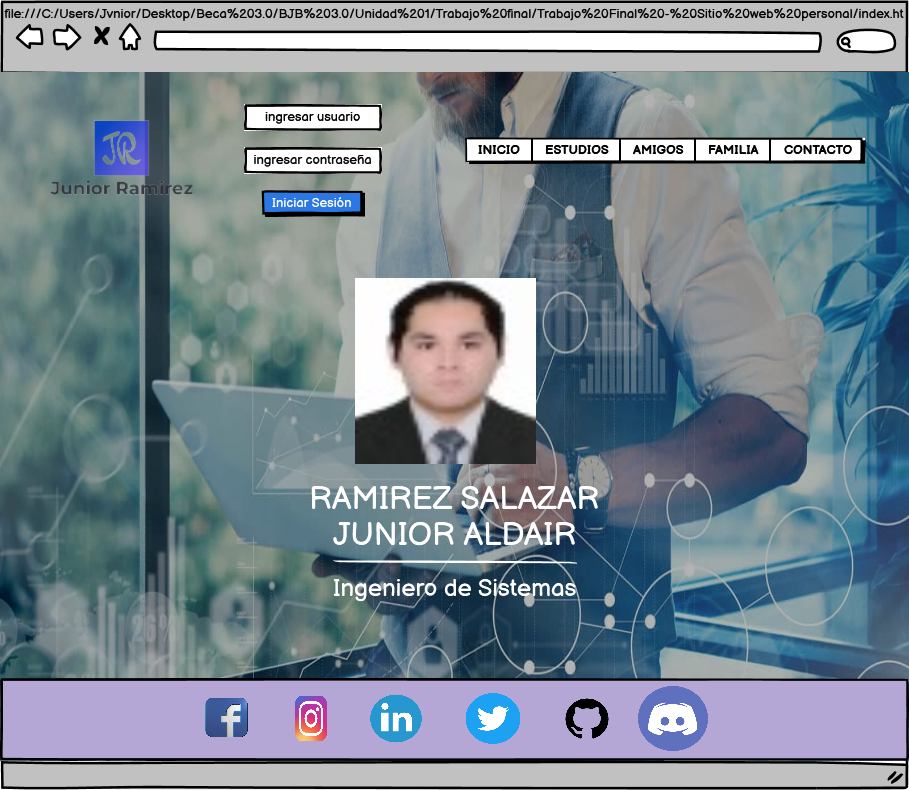 file:///C:/Users/Jvnior/Desktop/Beca%203.0/BJB%203.0/Unidad%201/Trabajo%20final/Trabajo%20Final%20-%20Sitio%20web%20personal/index.ht
ingresar usuario
JR
Junior Ramirez
INICIO ESTUDIOS AMIGOS FAMILIA CONTACTO
ingresar contraseña
Iniciar Sesión
RAMIREZ SALAZAR
JUNIOR ALDAIR
Ingeniero de Sistemas
26%
f
in